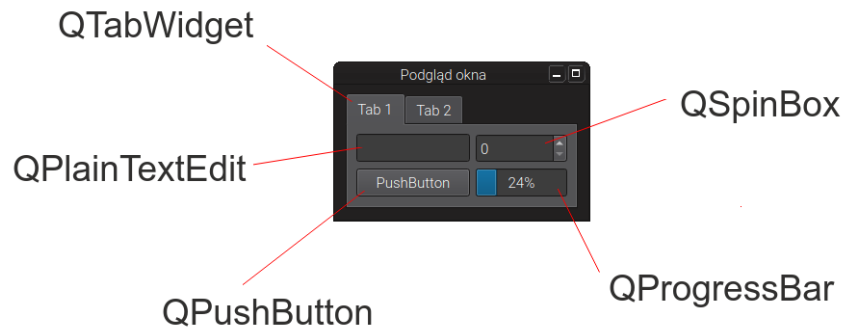 QTabWidget
Podgląd okna
Tab 1
Tab 2
QSpinBox
0
QPlainTextEdit
PushButton
24%
QPushButton
QProgressBar